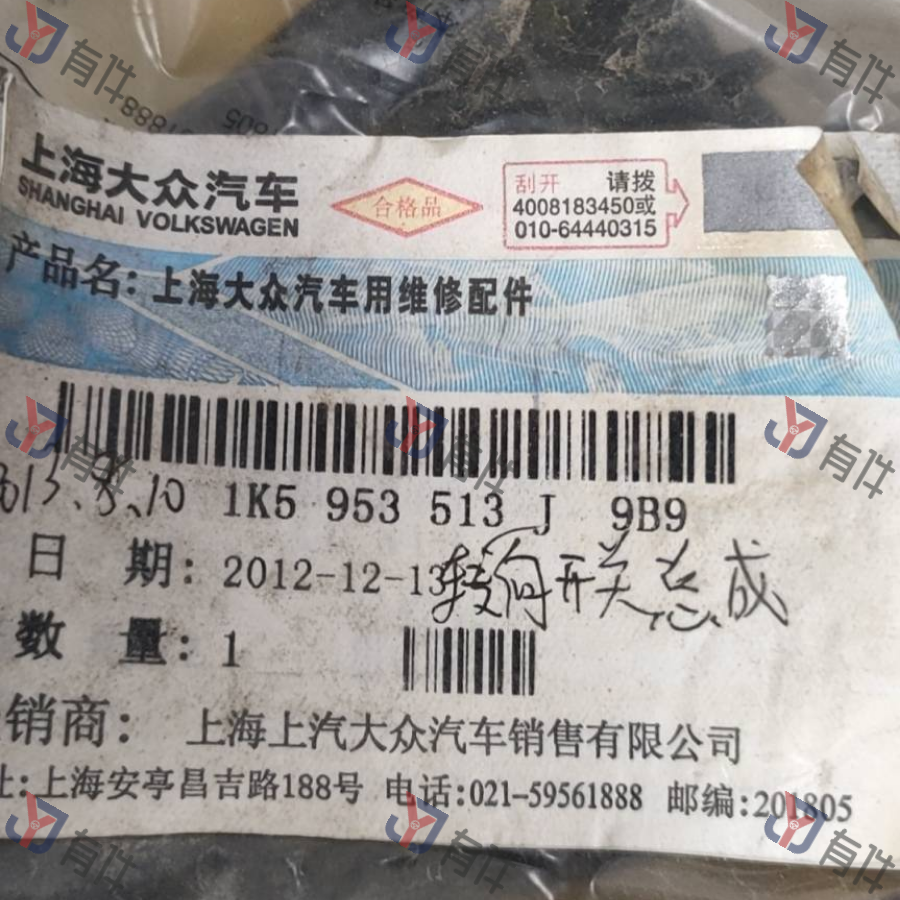 上海大众汽车
SHANGHAI VOLKSWAGEN
合格品
刮开 请拨
4008183450或
010-64440315
产品名：上海大众汽车用维修配件
1K5 953 513 J 9B9
日 期：2012-12-13
转向开关总成
数 量：1
销商：上海上汽大众汽车销售有限公司
址：上海安亭昌吉路188号 电话:021-59561888 邮编:201805
有件